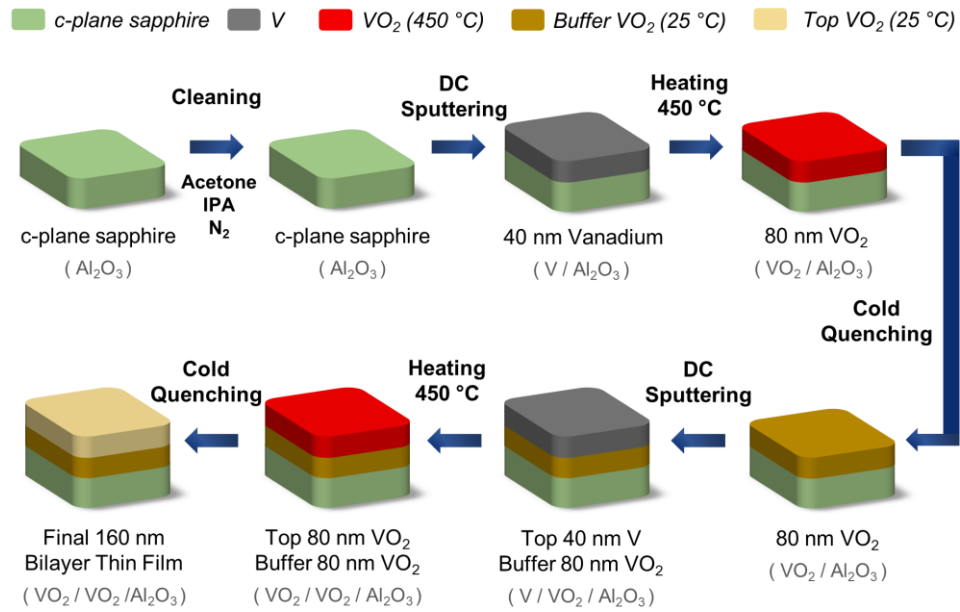 c-plane sapphire V VO₂ (450 °C) Buffer VO₂ (25 °C) Top VO₂ (25 °C)
Cleaning
Acetone
IPA
N₂
DC
Sputtering
Heating
450 °C
c-plane sapphire
(Al₂O₃)
c-plane sapphire
(Al₂O₃)
40 nm Vanadium
(V / Al₂O₃)
80 nm VO₂
(VO₂ / Al₂O₃)
Cold
Quenching
DC
Sputtering
Heating
450 °C
Cold
Quenching
80 nm VO₂
(VO₂ / Al₂O₃)
Top 40 nm V
Buffer 80 nm VO₂
(V / VO₂ / Al₂O₃)
Top 80 nm VO₂
Buffer 80 nm VO₂
(VO₂ / VO₂ / Al₂O₃)
Final 160 nm
Bilayer Thin Film
(VO₂ / VO₂ /Al₂O₃)